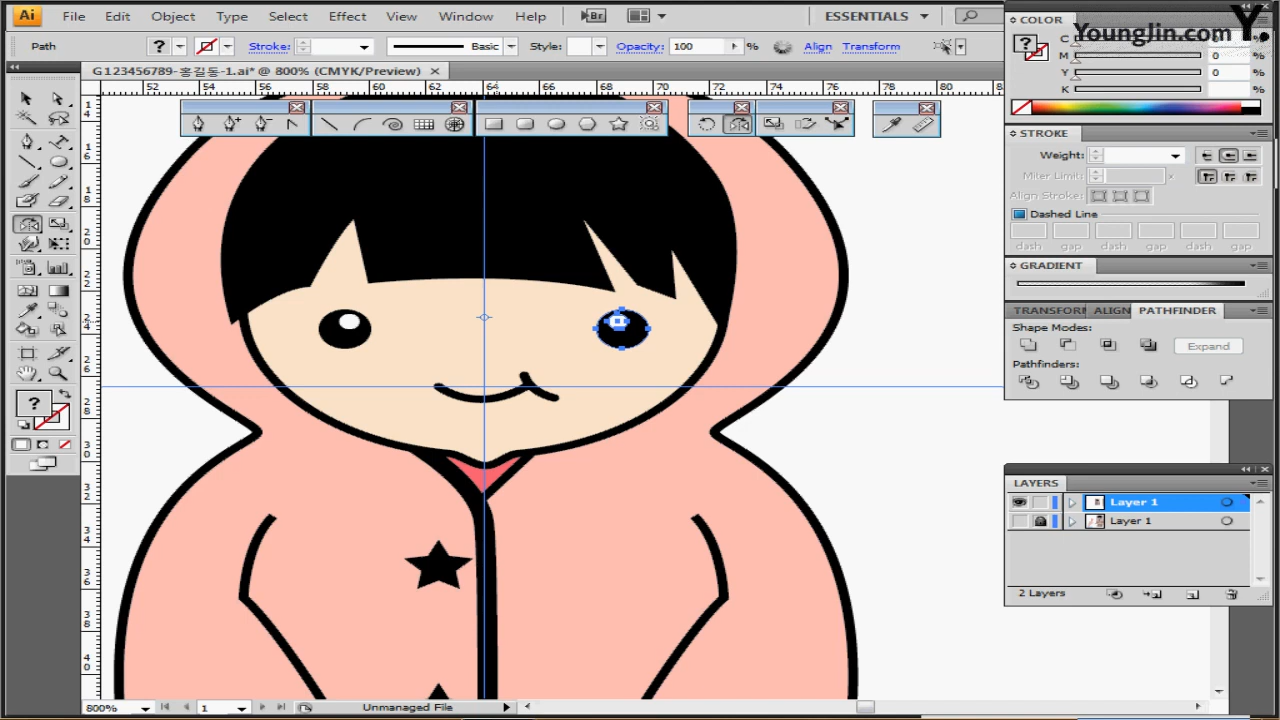 Ai File Edit Object Type Select Effect View Window Help Br ESSENTIALS
Path ? Stroke: Basic Style: Opacity: 100 % Align Transform
G123456789-홍길동-1.ai* @ 800% (CMYK/Preview) ×
52 54 56 58 60 62 64 66 68 70 72 74 76 78 80
COLOR
YoungJin.com Y.
C %
M 0 %
Y 0 %
K %
STROKE
Weight:
Miter Limit: x
Align Stroke:
Dashed Line
dash gap dash gap dash gap
GRADIENT
TRANSFORM ALIGN PATHFINDER
Shape Modes:
Expand
Pathfinders:
LAYERS
Layer 1
Layer 1
2 Layers
800% 1 Unmanaged File